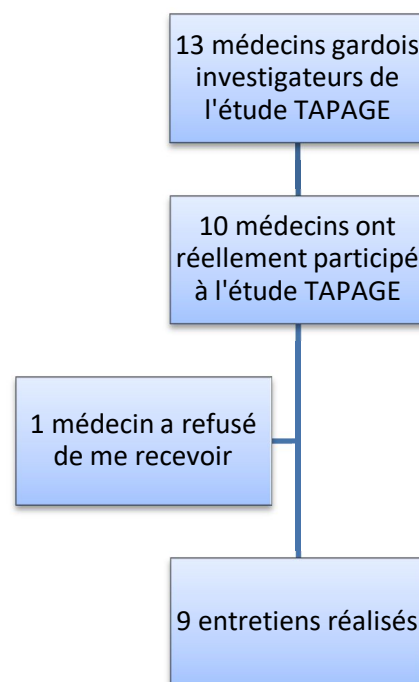 13 médecins gardois
investigateurs de
l'étude TAPAGE
10 médecins ont
réellement participé
à l'étude TAPAGE
1 médecin a refusé
de me recevoir
9 entretiens réalisés